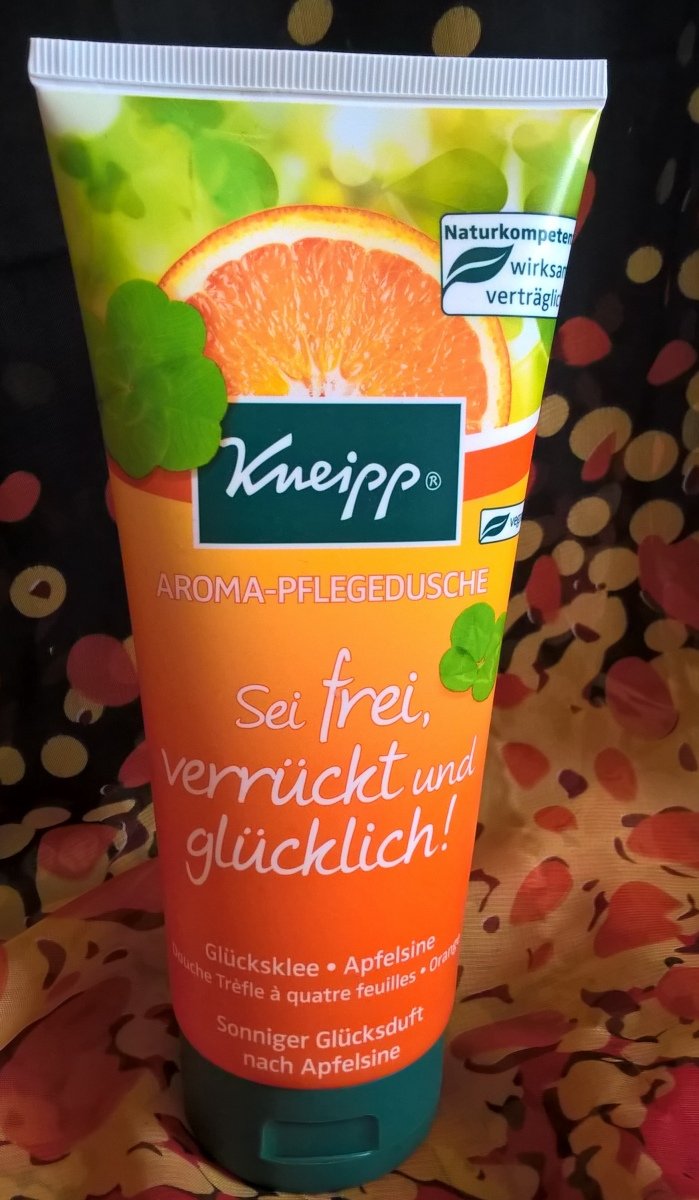 Naturkompeten
wirksam
verträglic
Kneipp®
vega
AROMA-PFLEGEDUSCHE
Sei frei,
verrückt und
glücklich!
Glücksklee • Apfelsine
Douche Trèfle à quatre feuilles • Orange
Sonniger Glücksduft
nach Apfelsine